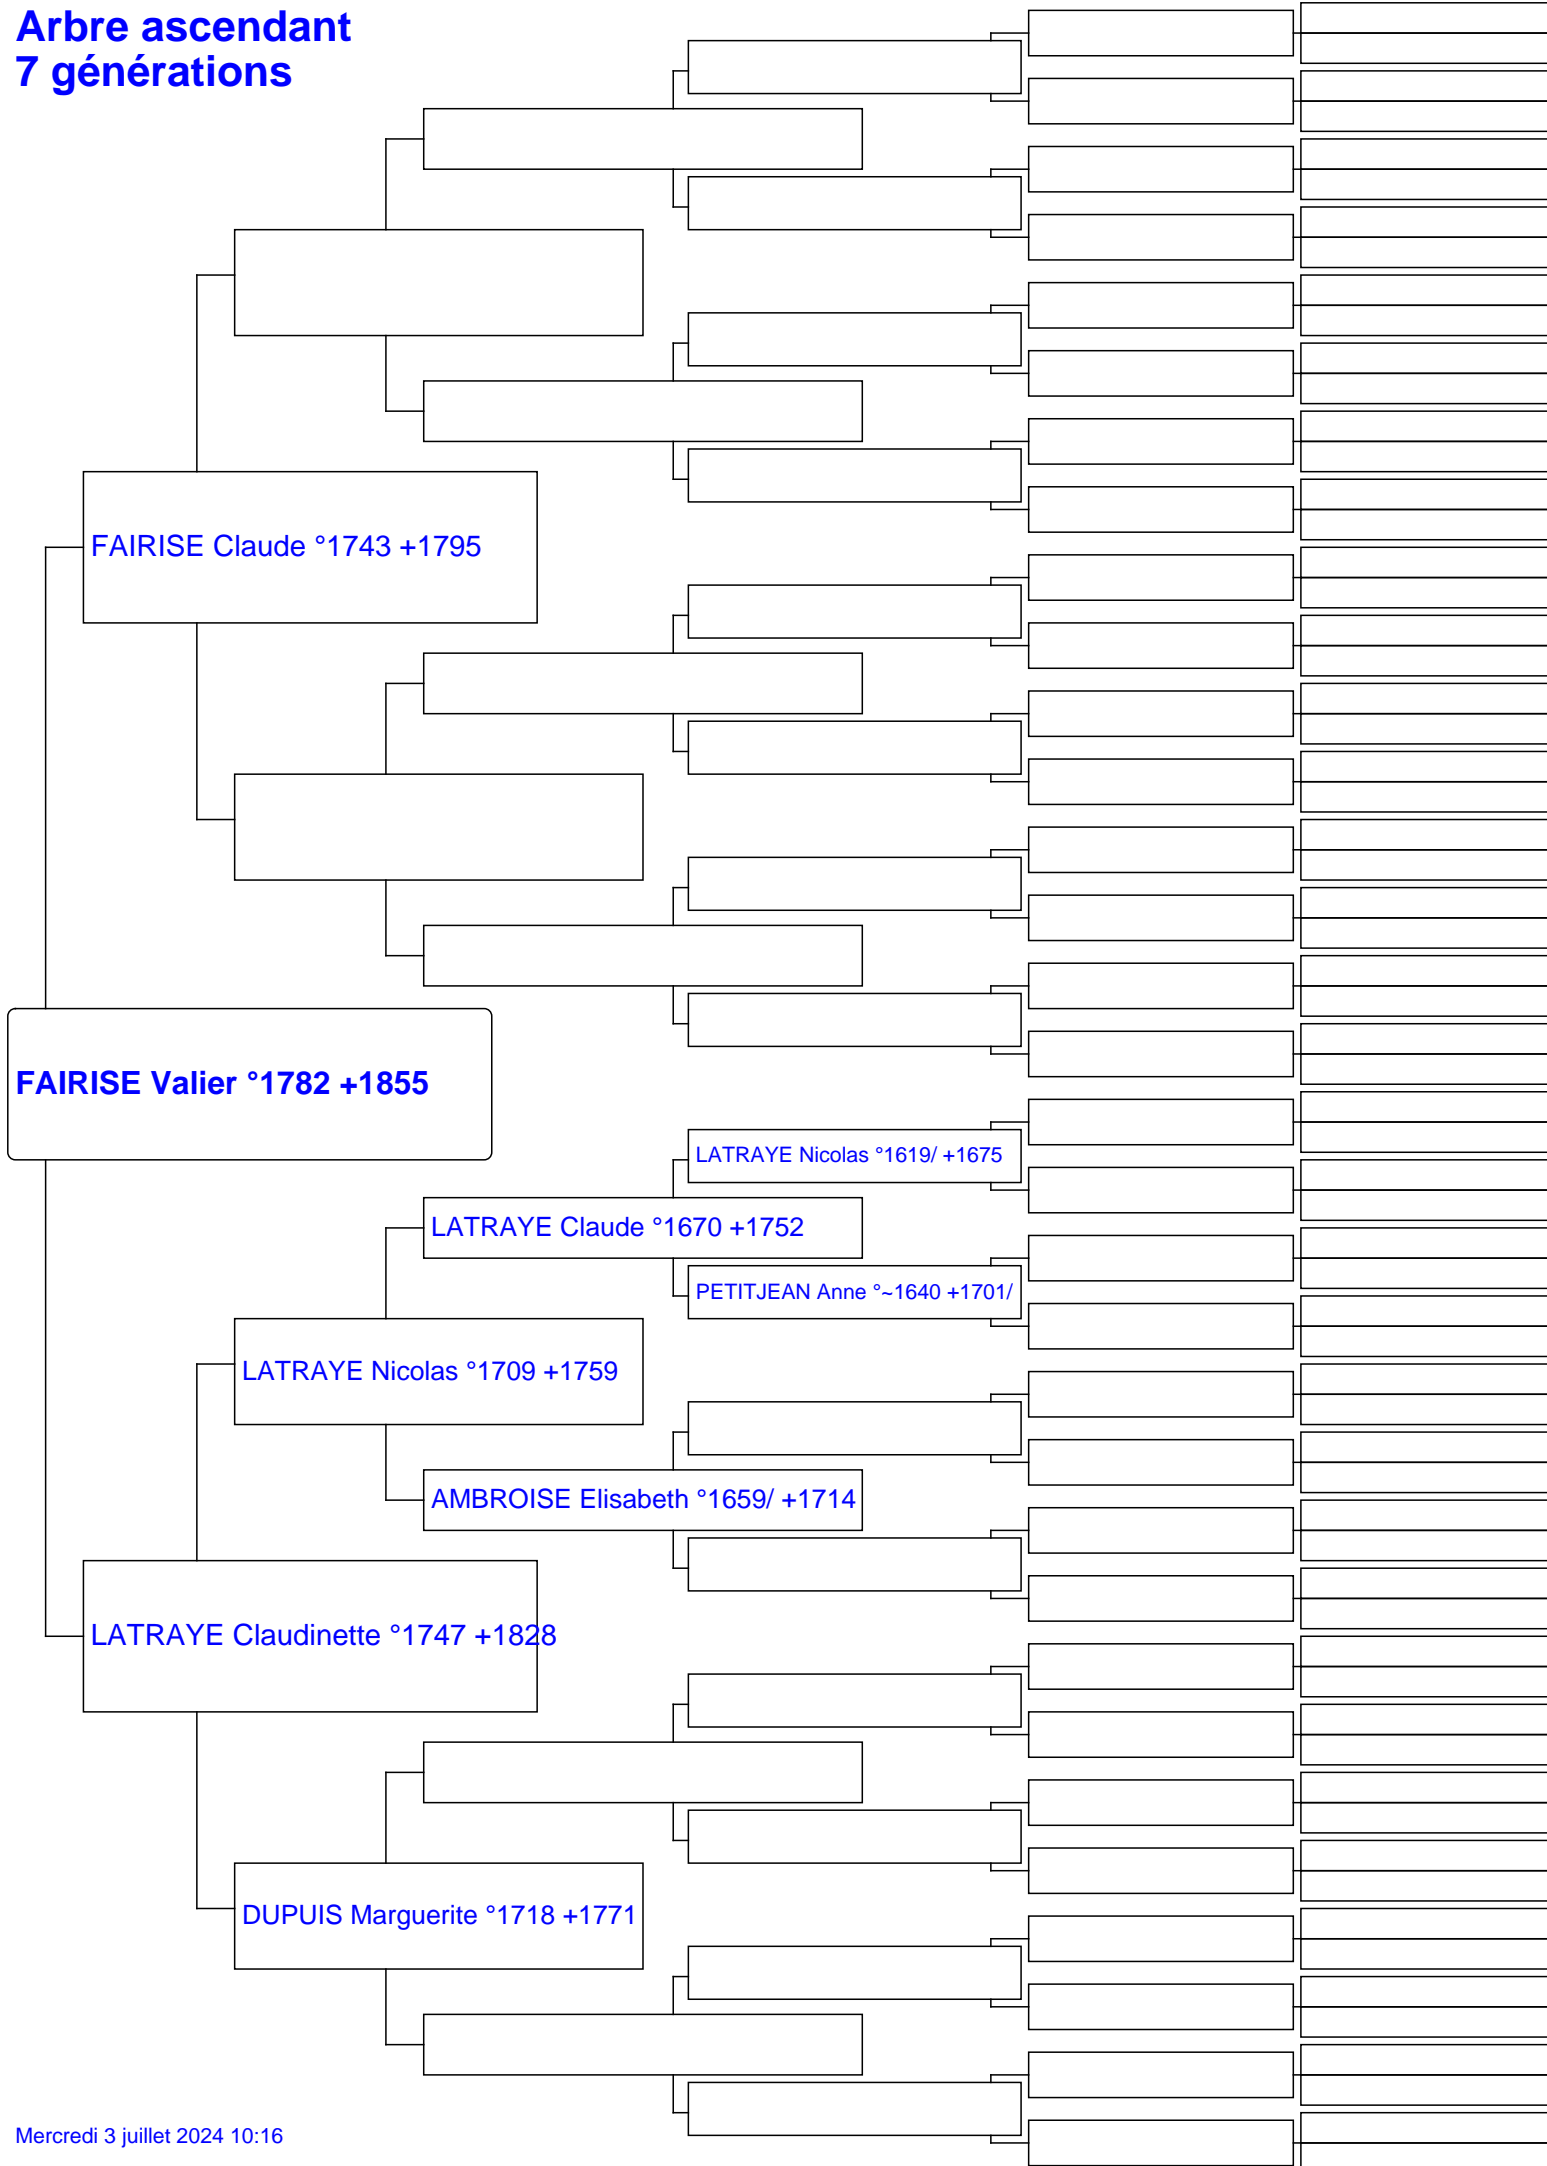 Arbre ascendant
7 générations
FAIRISE Claude °1743 +1795
FAIRISE Valier °1782 +1855
LATRAYE Nicolas °1619/ +1675
LATRAYE Claude °1670 +1752
PETITJEAN Anne °~1640 +1701/
LATRAYE Nicolas °1709 +1759
AMBROISE Elisabeth °1659/ +1714
LATRAYE Claudinette °1747 +1828
DUPUIS Marguerite °1718 +1771
Mercredi 3 juillet 2024 10:16